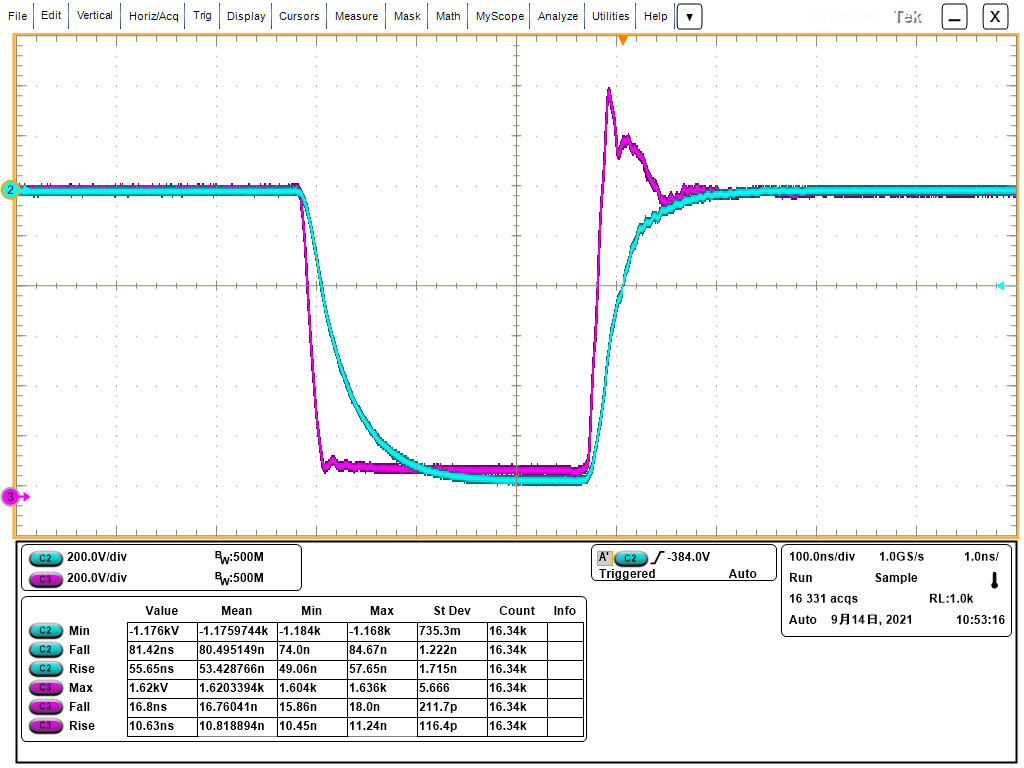 File Edit Vertical Horiz/Acq Trig Display Cursors Measure Mask Math MyScope Analyze Utilities Help ▼ Tek X
2
3
C2 200.0V/div BW:500M
C3 200.0V/div BW:500M
A' C2 -384.0V
Triggered Auto
100.0ns/div 1.0GS/s 1.0ns/
Run Sample
16 331 acqs RL:1.0k
Auto 9月14日, 2021 10:53:16
Value Mean Min Max St Dev Count Info
C2 Min -1.176kV -1.1759744k -1.184k -1.168k 735.3m 16.34k
C2 Fall 81.42ns 80.495149n 74.0n 84.67n 1.222n 16.34k
C2 Rise 55.65ns 53.428766n 49.06n 57.65n 1.715n 16.34k
C3 Max 1.62kV 1.6203394k 1.604k 1.636k 5.666 16.34k
C3 Fall 16.8ns 16.76041n 15.86n 18.0n 211.7p 16.34k
C3 Rise 10.63ns 10.818894n 10.45n 11.24n 116.4p 16.34k